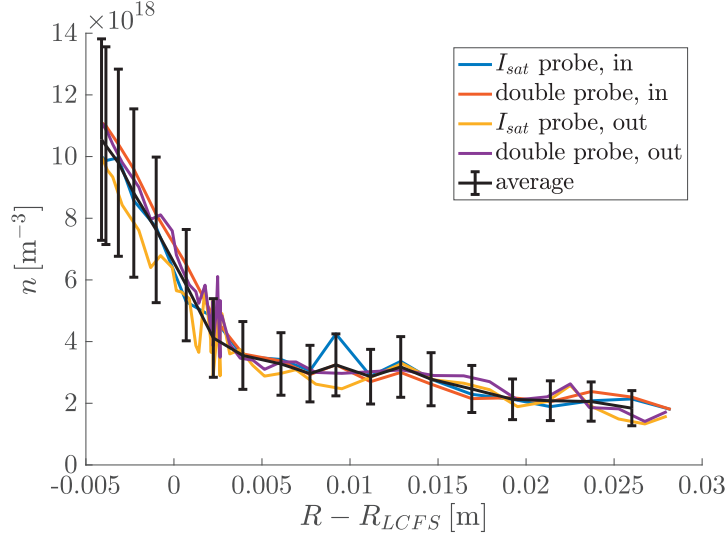 ×10^18
14
12
10
8
6
4
2
0
-0.005
0
0.005
0.01
0.015
0.02
0.025
0.03
n [m^−3]
R − R_LCFS [m]
I_sat probe, in
double probe, in
I_sat probe, out
double probe, out
average